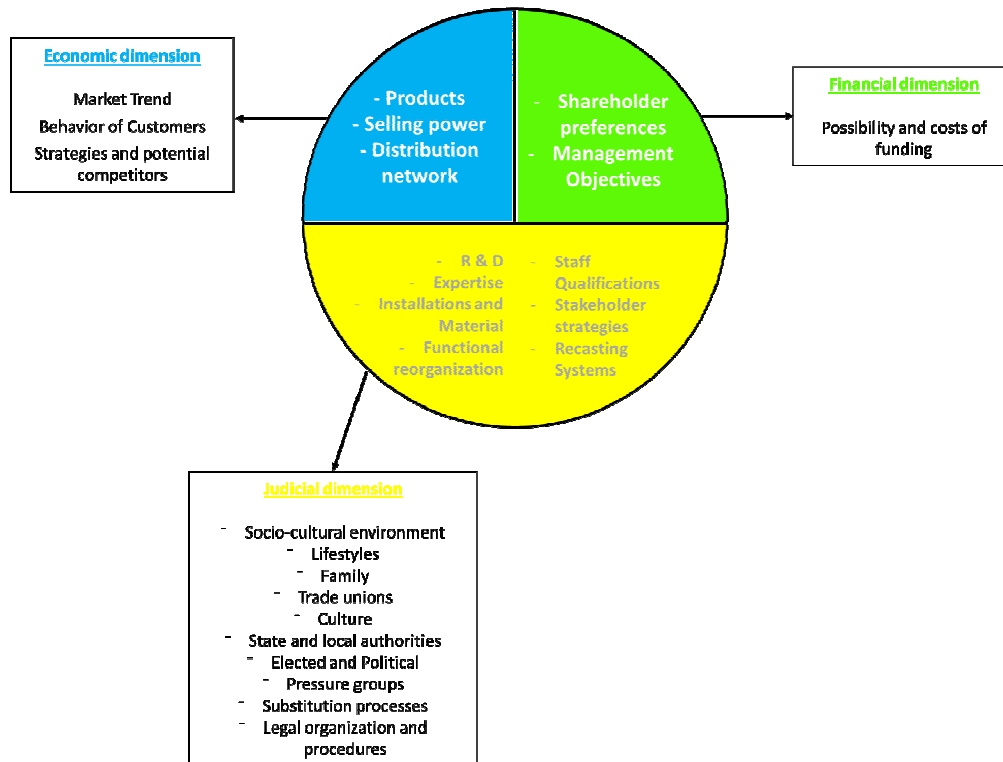 Economic dimension
Market Trend
Behavior of Customers
Strategies and potential
competitors
- Products
- Selling power
- Distribution
network
- Shareholder
preferences
- Management
Objectives
Financial dimension
Possibility and costs of
funding
- R & D
- Expertise
- Installations and
Material
- Functional
reorganization
- Staff
Qualifications
- Stakeholder
strategies
- Recasting
Systems
Judicial dimension
- Socio-cultural environment
- Lifestyles
- Family
- Trade unions
- Culture
- State and local authorities
- Elected and Political
- Pressure groups
- Substitution processes
- Legal organization and
procedures